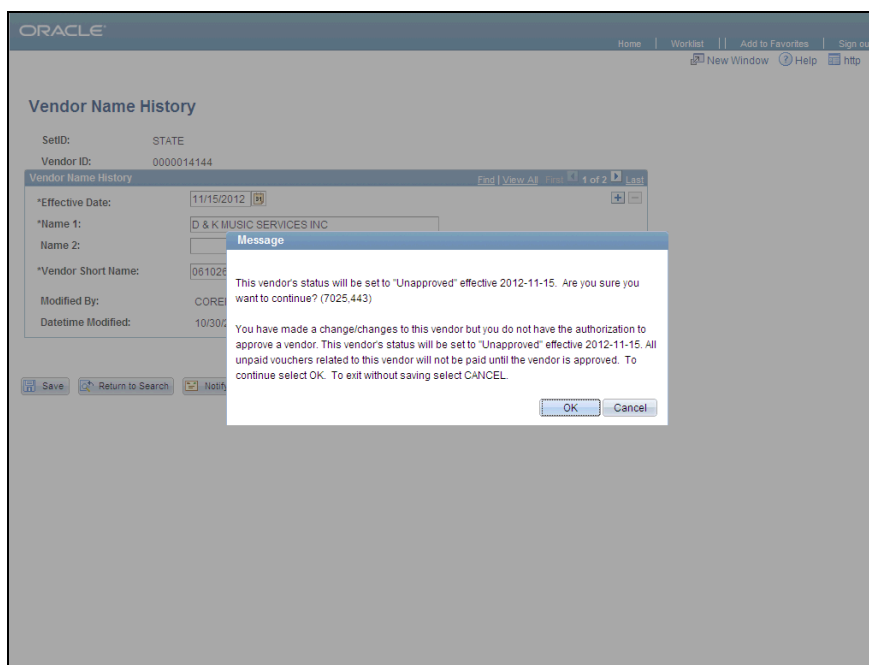 ORACLE
Home | Worklist || Add to Favorites | Sign ou
New Window Help http
Vendor Name History
SetID: STATE
Vendor ID: 0000014144
Vendor Name History Find | View All First 1 of 2 Last
*Effective Date: 11/15/2012
*Name 1: D & K MUSIC SERVICES INC
Name 2:
*Vendor Short Name: 061026
Modified By: CORE
Datetime Modified: 10/30/
Message
This vendor's status will be set to "Unapproved" effective 2012-11-15. Are you sure you
want to continue? (7025,443)
You have made a change/changes to this vendor but you do not have the authorization to
approve a vendor. This vendor's status will be set to "Unapproved" effective 2012-11-15. All
unpaid vouchers related to this vendor will not be paid until the vendor is approved. To
continue select OK. To exit without saving select CANCEL.
OK Cancel
Save Return to Search Notify